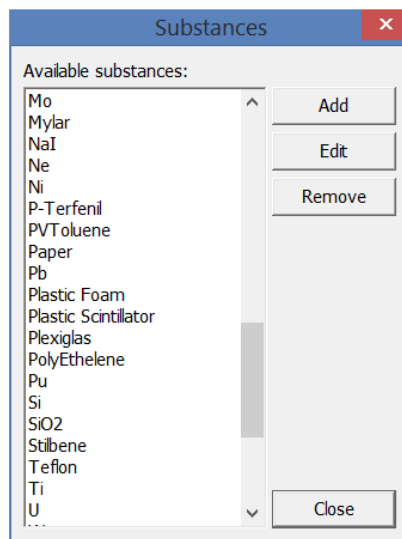 Substances
Available substances:
Mo
Mylar
NaI
Ne
Ni
P-Terfenil
PVToluene
Paper
Pb
Plastic Foam
Plastic Scintillator
Plexiglas
PolyEthelene
Pu
Si
SiO2
Stilbene
Teflon
Ti
U
Add
Edit
Remove
Close